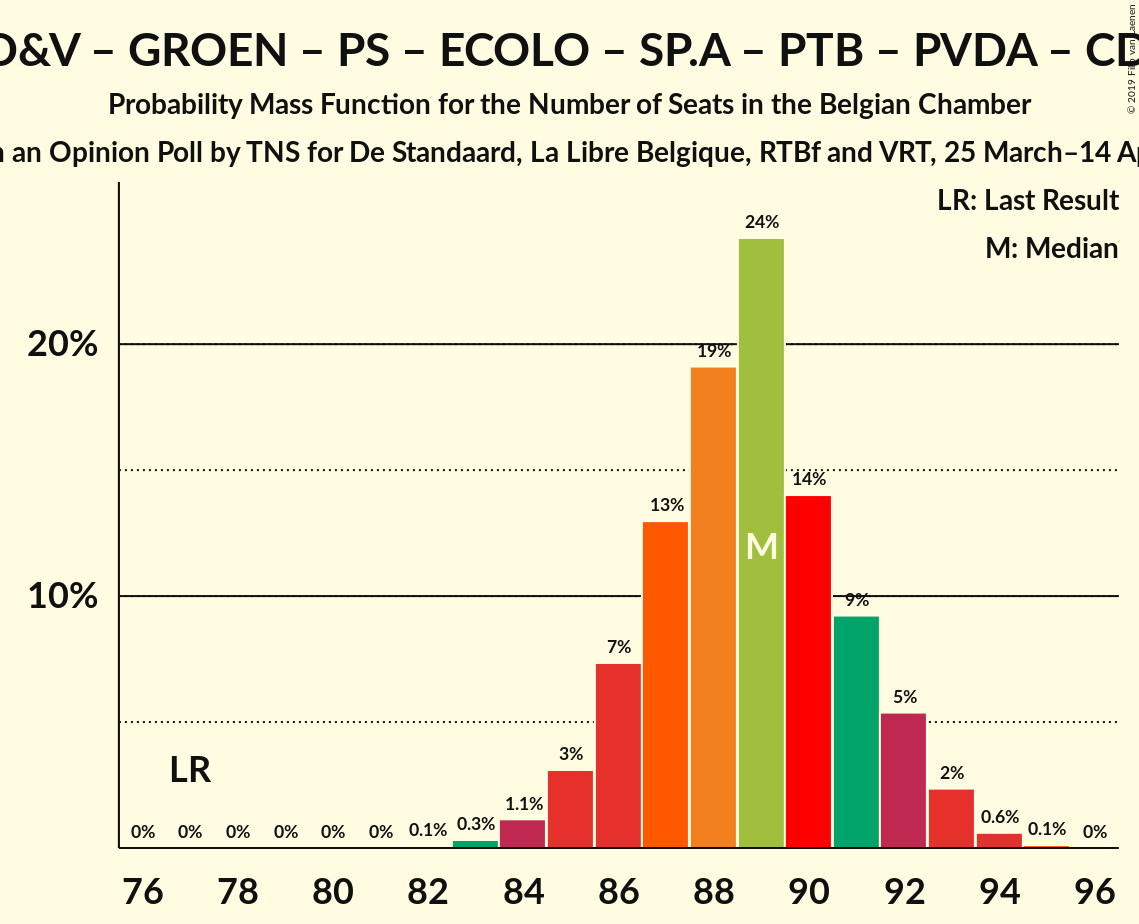 D&V – GROEN – PS – ECOLO – SP.A – PTB – PVDA – CD
Probability Mass Function for the Number of Seats in the Belgian Chamber
an Opinion Poll by TNS for De Standaard, La Libre Belgique, RTBf and VRT, 25 March–14 Ap
© 2019 Filip van Laenen
LR: Last Result
M: Median
24%
20%
19%
14%
13%
M
10%
9%
7%
5%
LR
3%
2%
1.1%
0.6%
0% 0% 0% 0% 0% 0% 0.1% 0.3% 0.1% 0%
76 78 80 82 84 86 88 90 92 94 96